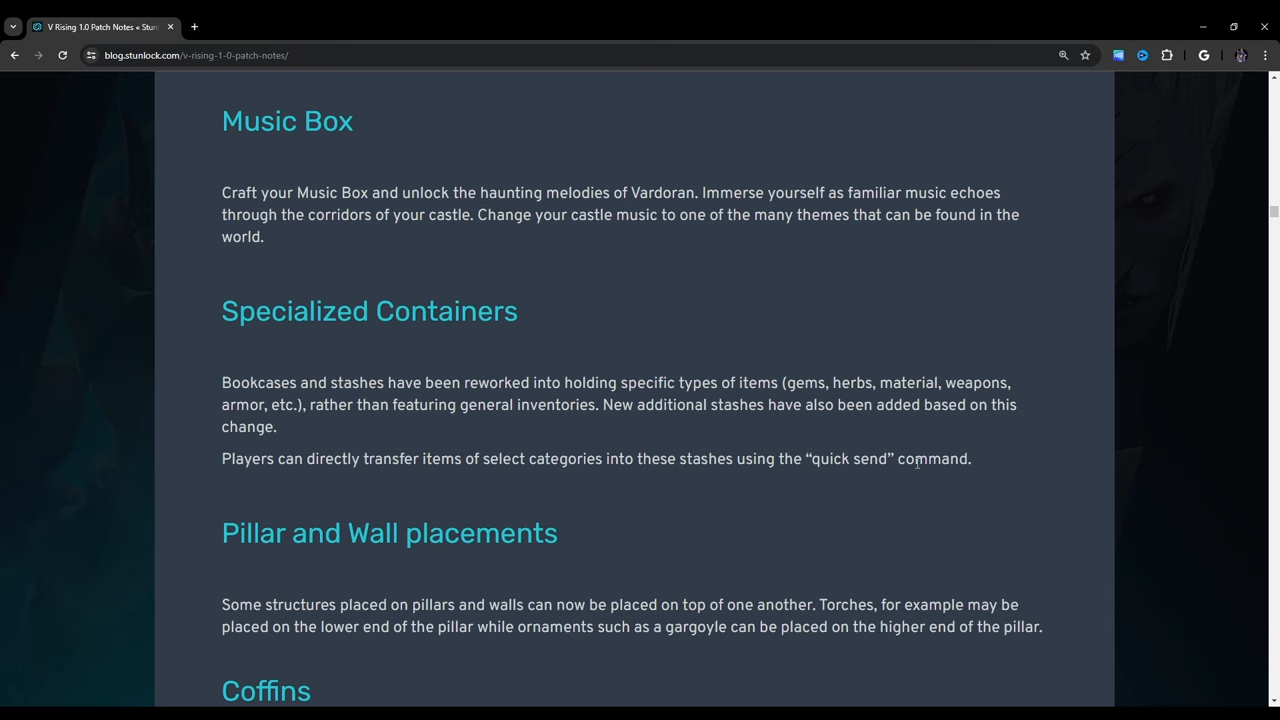 V Rising 1.0 Patch Notes « Stun
blog.stunlock.com/v-rising-1-0-patch-notes/
Music Box
Craft your Music Box and unlock the haunting melodies of Vardoran. Immerse yourself as familiar music echoes
through the corridors of your castle. Change your castle music to one of the many themes that can be found in the
world.
Specialized Containers
Bookcases and stashes have been reworked into holding specific types of items (gems, herbs, material, weapons,
armor, etc.), rather than featuring general inventories. New additional stashes have also been added based on this
change.
Players can directly transfer items of select categories into these stashes using the “quick send” command.
Pillar and Wall placements
Some structures placed on pillars and walls can now be placed on top of one another. Torches, for example may be
placed on the lower end of the pillar while ornaments such as a gargoyle can be placed on the higher end of the pillar.
Coffins